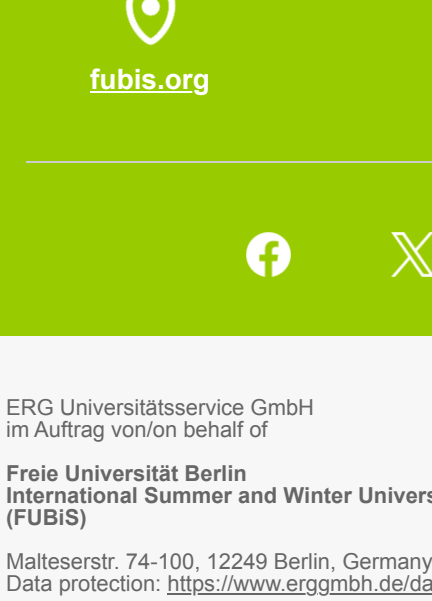 fubis.org
ERG Universitätsservice GmbH
im Auftrag von/on behalf of
Freie Universität Berlin
International Summer and Winter
(FUBiS)
Malteserstr. 74-100, 12249 Berlin, Germany
Data protection: https://www.erggmbh.de/da